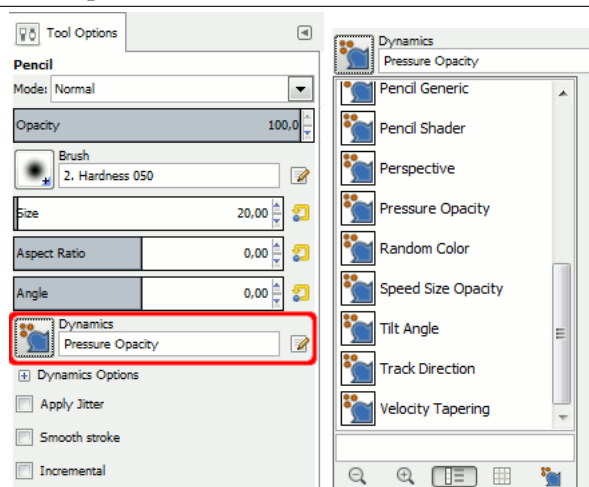 Tool Options
Pencil
Mode: Normal
Opacity 100,0
Brush
2. Hardness 050
Size 20,00
Aspect Ratio 0,00
Angle 0,00
Dynamics
Pressure Opacity
Dynamics Options
Apply Jitter
Smooth stroke
Incremental
Dynamics
Pressure Opacity
Pencil Generic
Pencil Shader
Perspective
Pressure Opacity
Random Color
Speed Size Opacity
Tilt Angle
Track Direction
Velocity Tapering